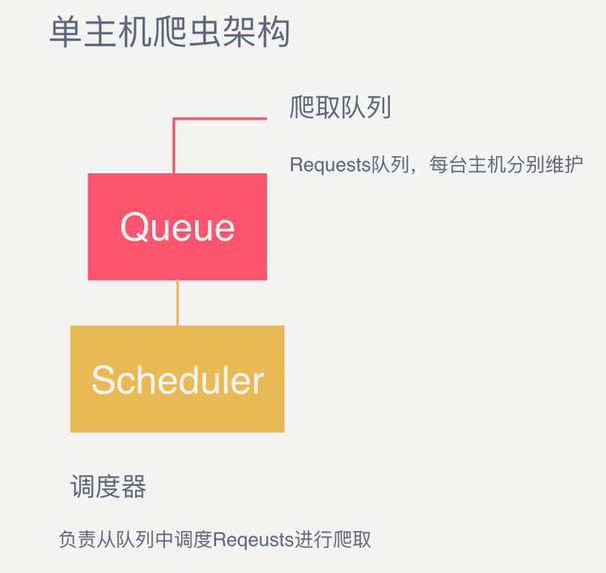 单主机爬虫架构
爬取队列
Requests队列，每台主机分别维护
Queue
Scheduler
调度器
负责从队列中调度Reqeusts进行爬取